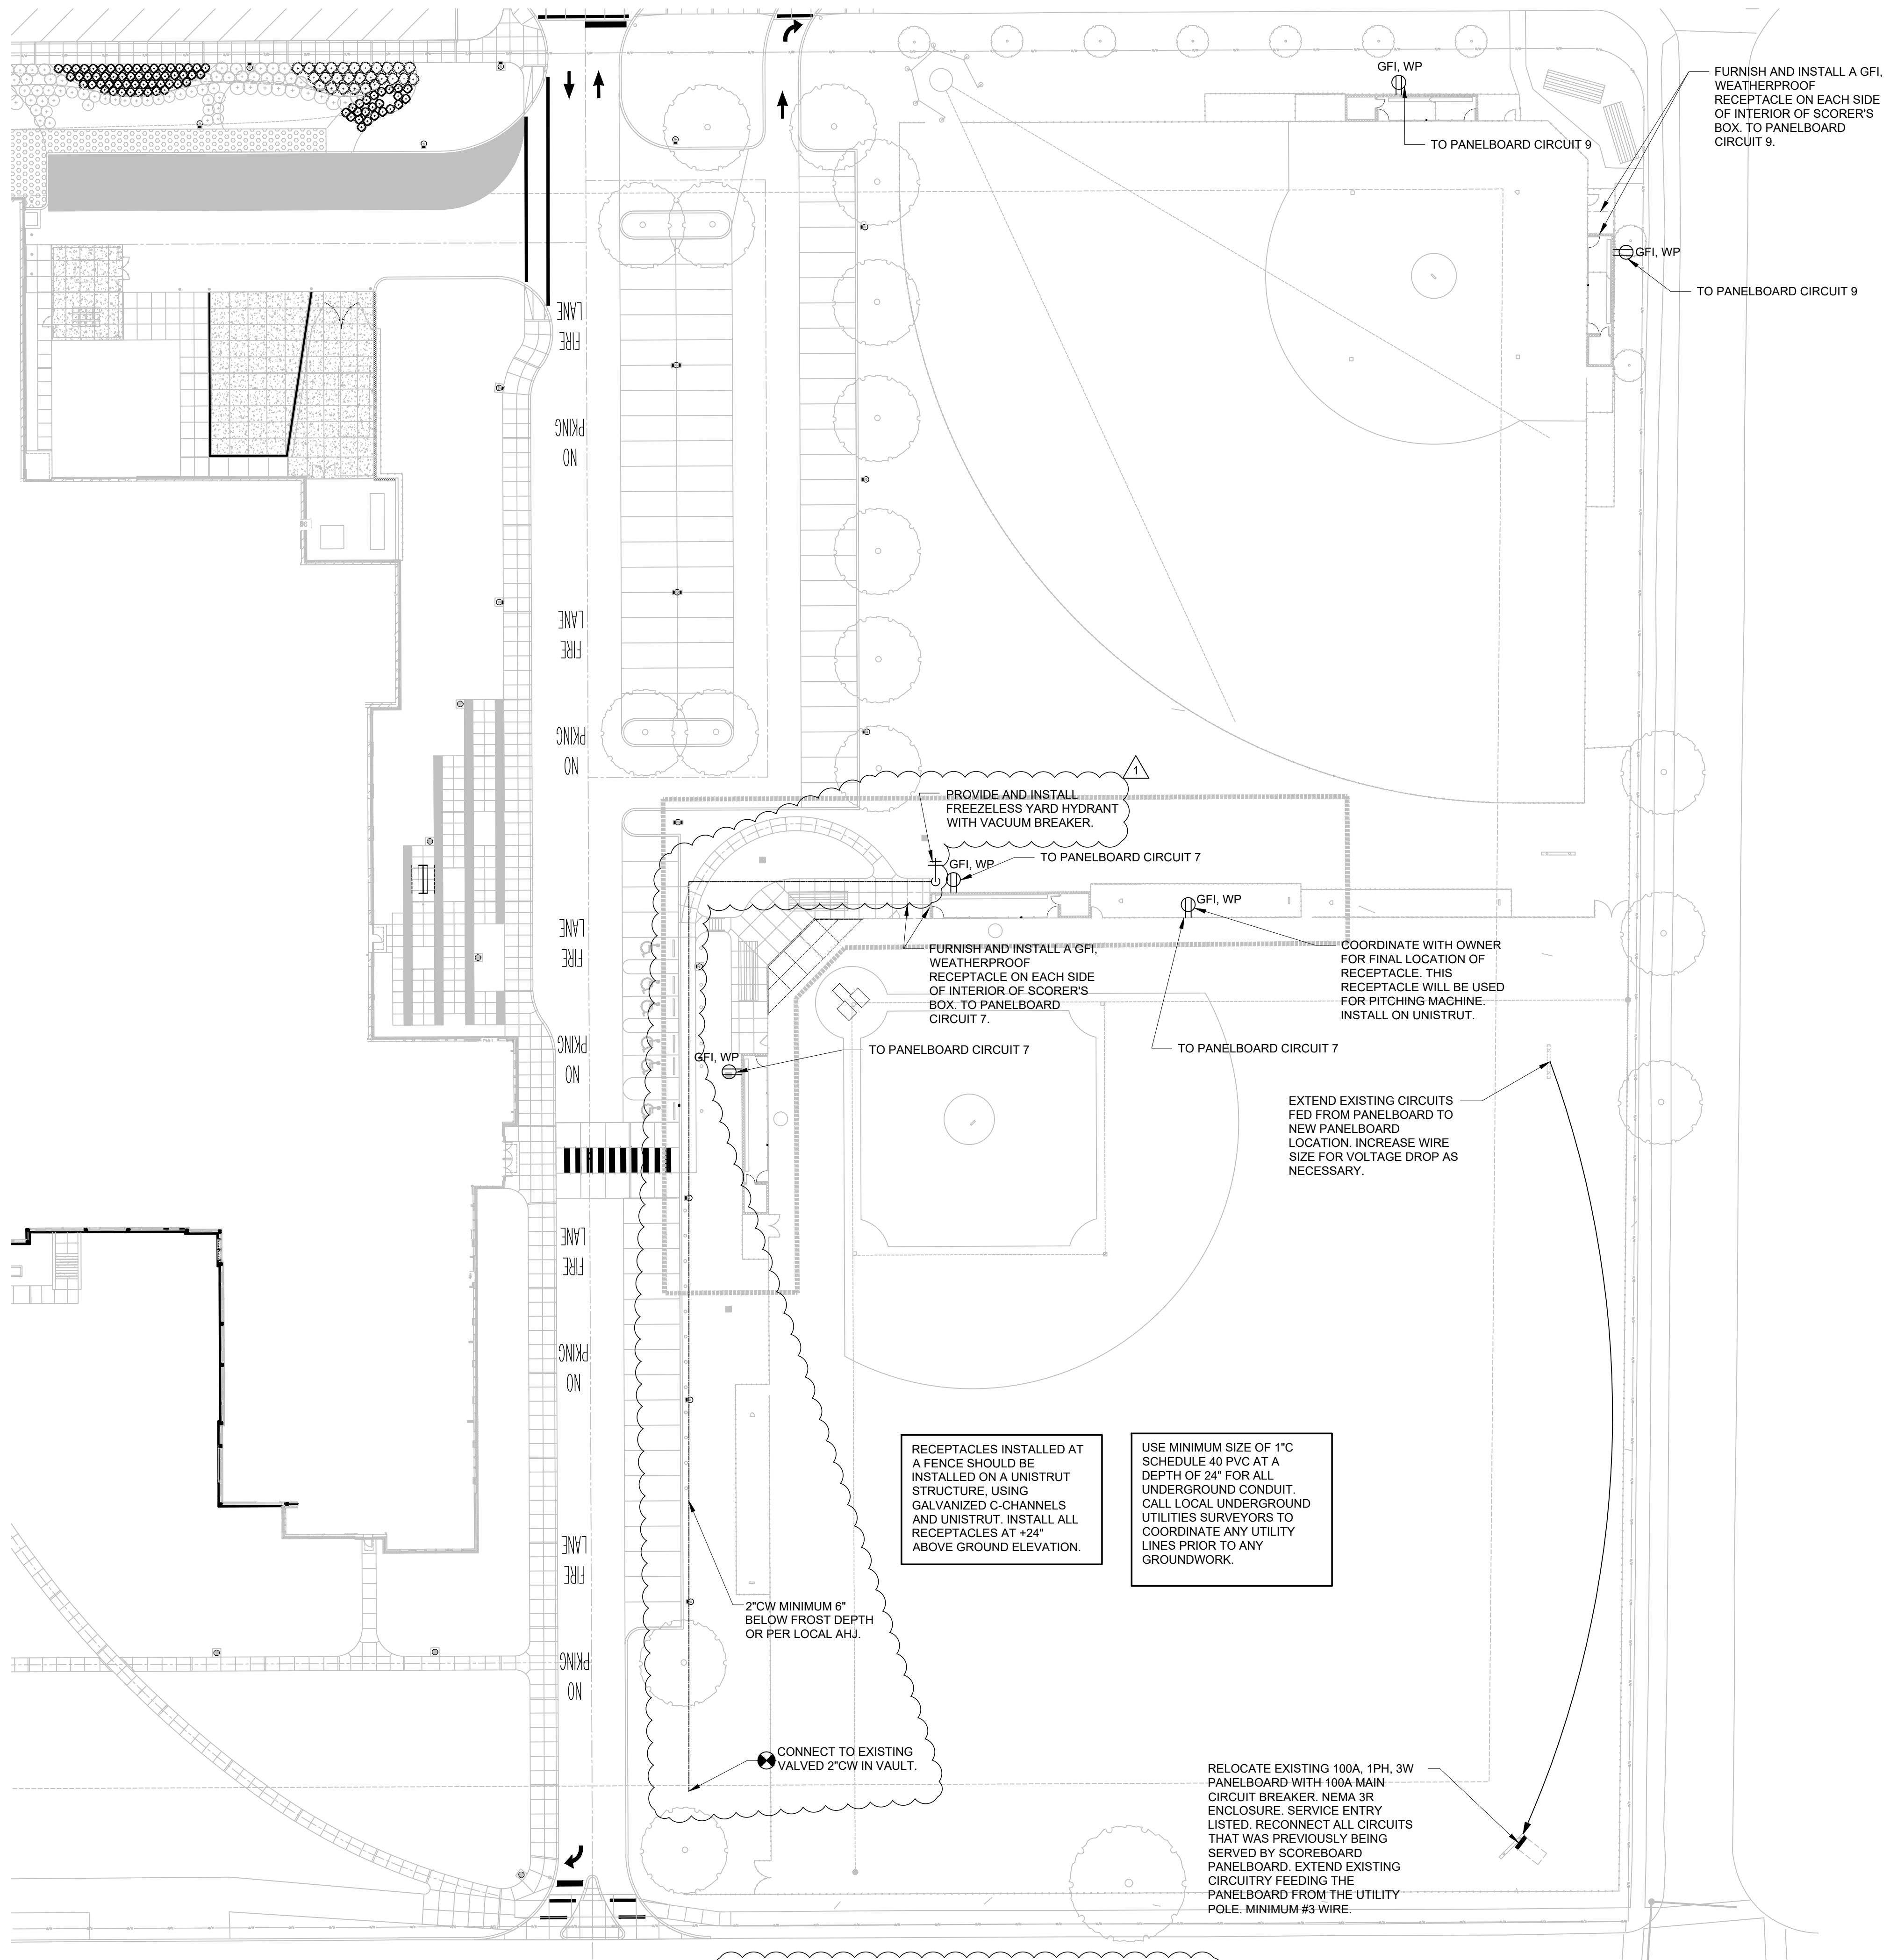 GFI, WP
TO PANELBOARD CIRCUIT 9
FURNISH AND INSTALL A GFI,
WEATHERPROOF
RECEPTACLE ON EACH SIDE
OF INTERIOR OF SCORER'S
BOX. TO PANELBOARD
CIRCUIT 9.
GFI, WP
TO PANELBOARD CIRCUIT 9
LANE
FIRE
PKING
NO
LANE
FIRE
PKING
NO
1
PROVIDE AND INSTALL
FREEZELESS YARD HYDRANT
WITH VACUUM BREAKER.
GFI, WP
TO PANELBOARD CIRCUIT 7
GFI, WP
LANE
FIRE
FURNISH AND INSTALL A GFI,
WEATHERPROOF
RECEPTACLE ON EACH SIDE
OF INTERIOR OF SCORER'S
BOX. TO PANELBOARD
CIRCUIT 7.
COORDINATE WITH OWNER
FOR FINAL LOCATION OF
RECEPTACLE. THIS
RECEPTACLE WILL BE USED
FOR PITCHING MACHINE.
INSTALL ON UNISTRUT.
PKING
NO
GFI, WP
TO PANELBOARD CIRCUIT 7
TO PANELBOARD CIRCUIT 7
EXTEND EXISTING CIRCUITS
FED FROM PANELBOARD TO
NEW PANELBOARD
LOCATION. INCREASE WIRE
SIZE FOR VOLTAGE DROP AS
NECESSARY.
LANE
FIRE
PKING
NO
RECEPTACLES INSTALLED AT
A FENCE SHOULD BE
INSTALLED ON A UNISTRUT
STRUCTURE, USING
GALVANIZED C-CHANNELS
AND UNISTRUT. INSTALL ALL
RECEPTACLES AT +24"
ABOVE GROUND ELEVATION.
USE MINIMUM SIZE OF 1"C
SCHEDULE 40 PVC AT A
DEPTH OF 24" FOR ALL
UNDERGROUND CONDUIT.
CALL LOCAL UNDERGROUND
UTILITIES SURVEYORS TO
COORDINATE ANY UTILITY
LINES PRIOR TO ANY
GROUNDWORK.
LANE
FIRE
2"CW MINIMUM 6"
BELOW FROST DEPTH
OR PER LOCAL AHJ.
PKING
NO
CONNECT TO EXISTING
VALVED 2"CW IN VAULT.
RELOCATE EXISTING 100A, 1PH, 3W
PANELBOARD WITH 100A MAIN
CIRCUIT BREAKER. NEMA 3R
ENCLOSURE. SERVICE ENTRY
LISTED. RECONNECT ALL CIRCUITS
THAT WAS PREVIOUSLY BEING
SERVED BY SCOREBOARD
PANELBOARD. EXTEND EXISTING
CIRCUITRY FEEDING THE
PANELBOARD FROM THE UTILITY
POLE. MINIMUM #3 WIRE.